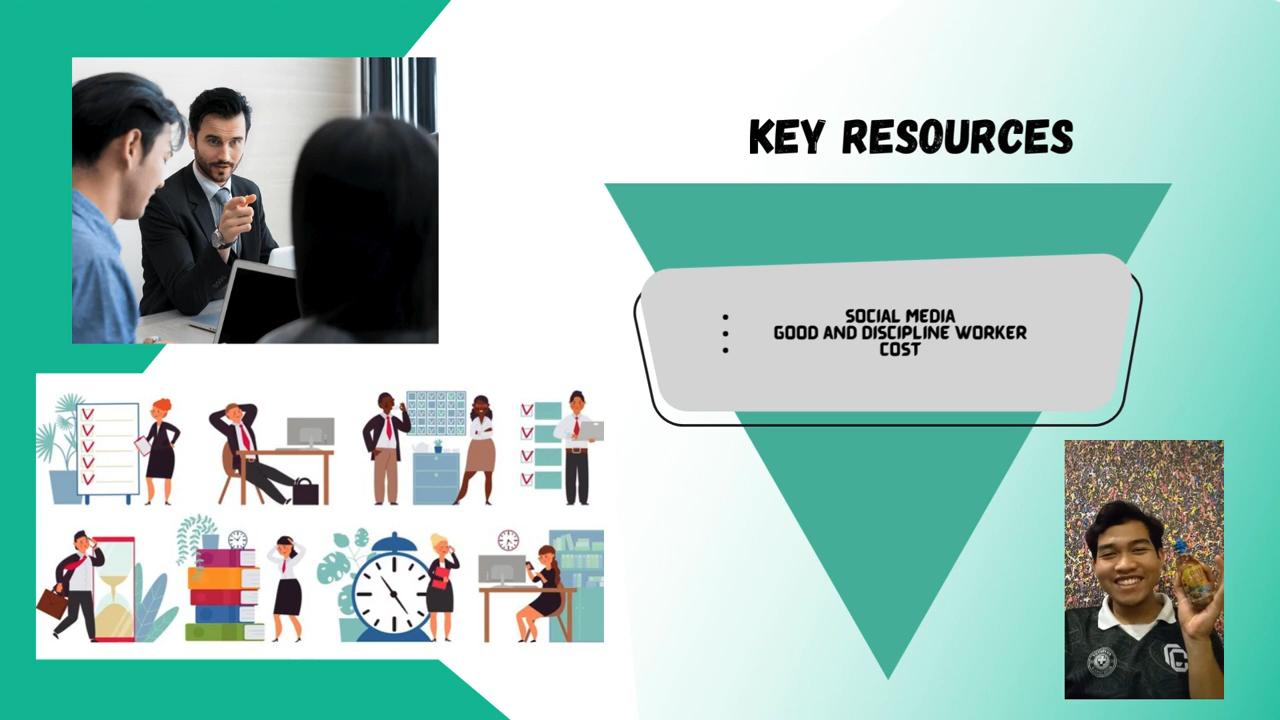 KEY RESOURCES
• SOCIAL MEDIA
• GOOD AND DISCIPLINE WORKER
• COST